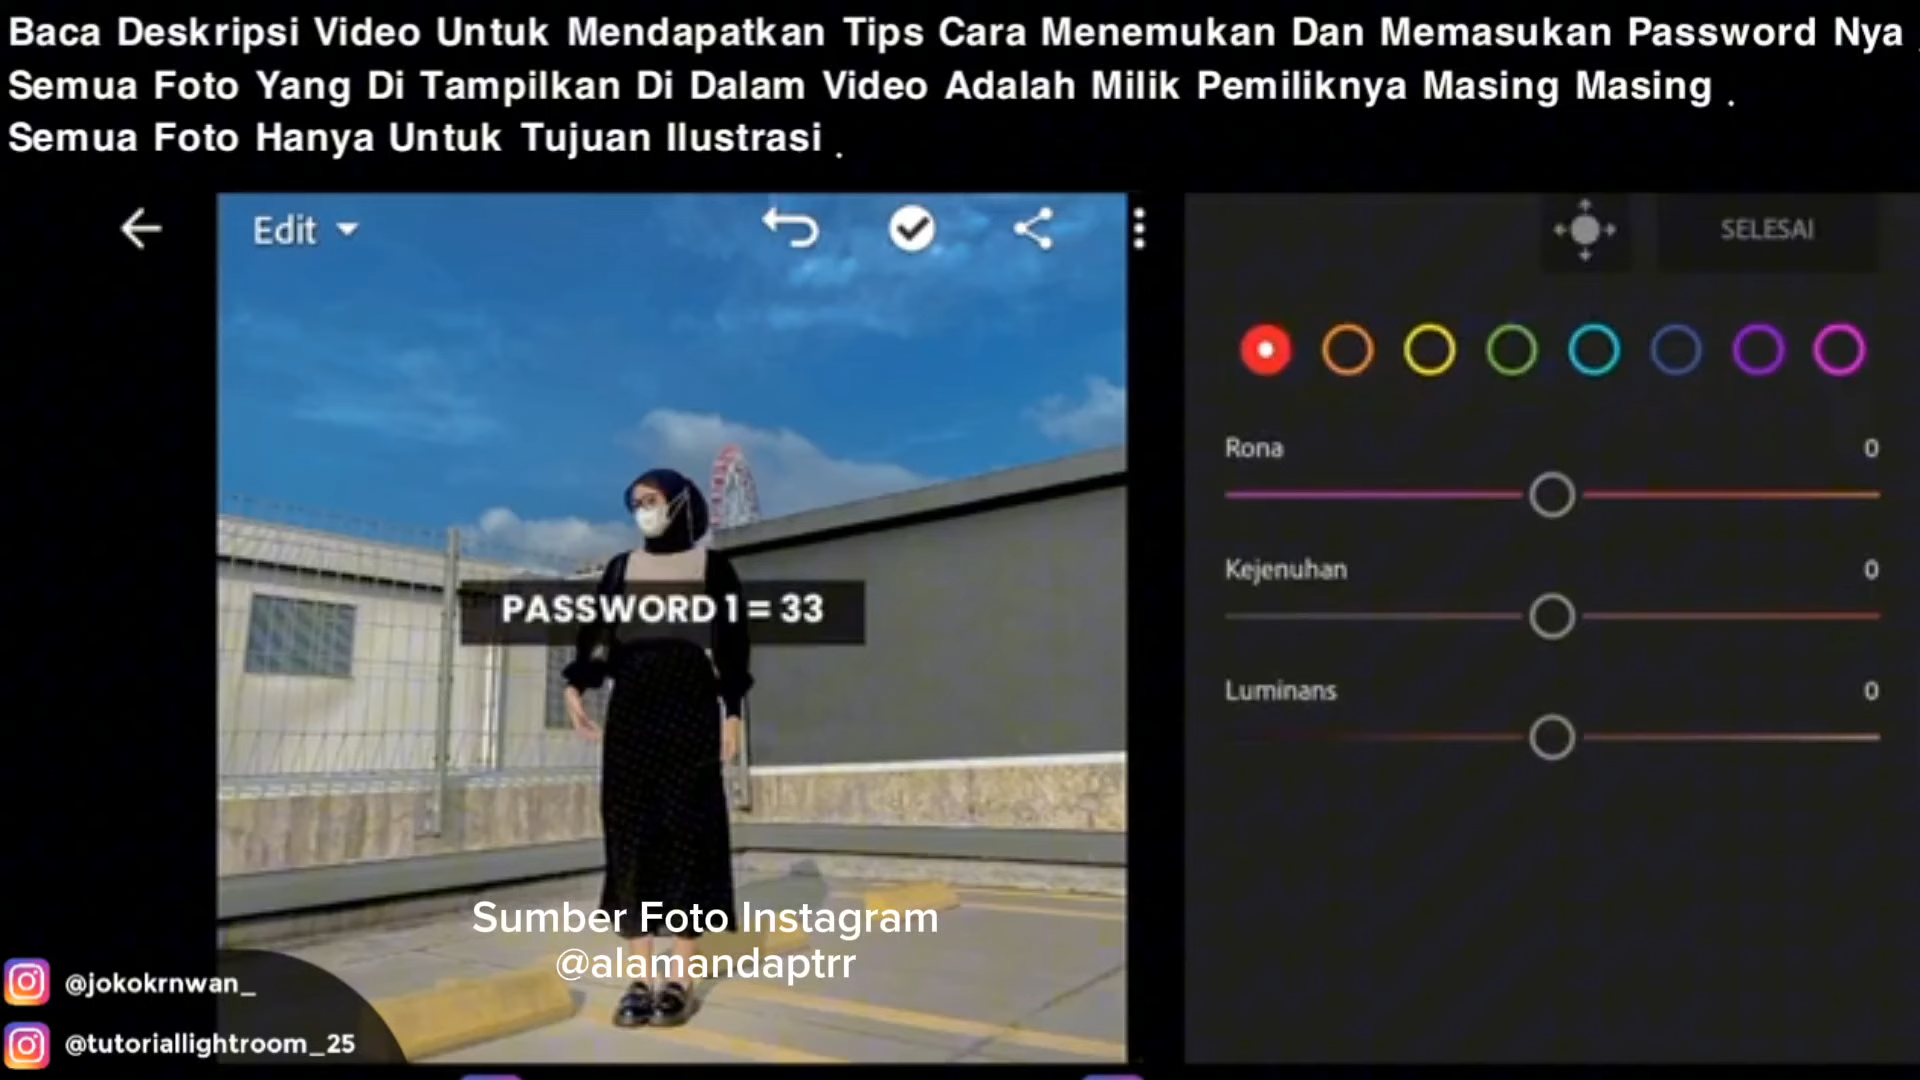 Baca Deskripsi Video Untuk Mendapatkan Tips Cara Menemukan Dan Memasukan Password Nya
Semua Foto Yang Di Tampilkan Di Dalam Video Adalah Milik Pemiliknya Masing Masing .
Semua Foto Hanya Untuk Tujuan Ilustrasi .
Edit
SELESAI
Rona 0
Kejenuhan 0
Luminans 0
PASSWORD 1 = 33
Sumber Foto Instagram
@alamandaptrr
@jokokrnwan_
@tutoriallightroom_25